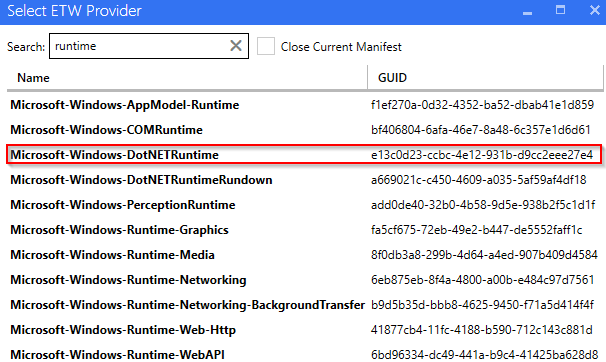 Select ETW Provider
Search: runtime Close Current Manifest
Name GUID
Microsoft-Windows-AppModel-Runtime f1ef270a-0d32-4352-ba52-dbab41e1d859
Microsoft-Windows-COMRuntime bf406804-6afa-46e7-8a48-6c357e1d6d61
Microsoft-Windows-DotNETRuntime e13c0d23-ccbc-4e12-931b-d9cc2eee27e4
Microsoft-Windows-DotNETRuntimeRundown a669021c-c450-4609-a035-5af59af4df18
Microsoft-Windows-PerceptionRuntime add0de40-32b0-4b58-9d5e-938b2f5c1d1f
Microsoft-Windows-Runtime-Graphics fa5cf675-72eb-49e2-b447-de5552faff1c
Microsoft-Windows-Runtime-Media 8f0db3a8-299b-4d64-a4ed-907b409d4584
Microsoft-Windows-Runtime-Networking 6eb875eb-8f4a-4800-a00b-e484c97d7561
Microsoft-Windows-Runtime-Networking-BackgroundTransfer b9d5b35d-bbb8-4625-9450-f71a5d414f4f
Microsoft-Windows-Runtime-Web-Http 41877cb4-11fc-4188-b590-712c143c881d
Microsoft-Windows-Runtime-WebAPI 6bd96334-dc49-441a-b9c4-41425ba628d8